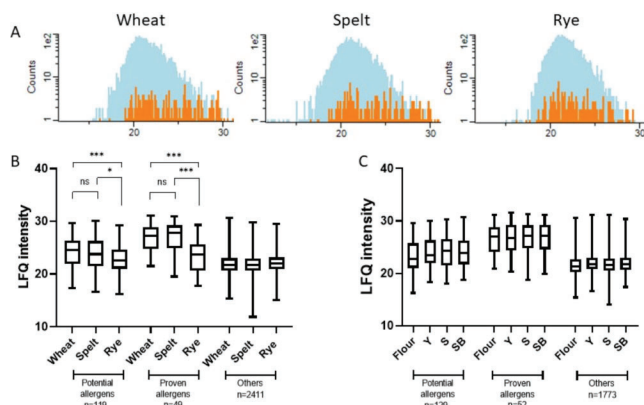 Wheat Spelt Rye
A
Counts Counts Counts
1e2 1e2 1e2
10 10 10
1 1 1
20 30 20 30 20 30
B
LFQ intensity
40
30
20
10
*** ***
ns * ns ***
Wheat Spelt Rye Wheat Spelt Rye Wheat Spelt Rye
Potential allergens n=119
Proven allergens n=49
Others n=2411
C
LFQ intensity
40
30
20
10
Flour Y S SB Flour Y S SB Flour Y S SB
Potential allergens n=129
Proven allergens n=52
Others n=1773